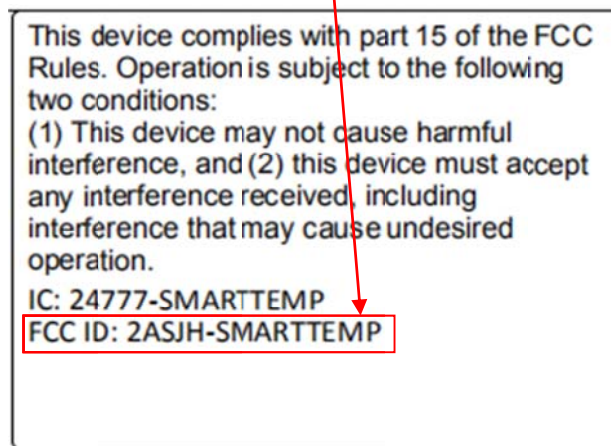 This device complies with part 15 of the FCC
Rules. Operation is subject to the following
two conditions:
(1) This device may not cause harmful
interference, and (2) this device must accept
any interference received, including
interference that may cause undesired
operation.
IC: 24777-SMARTTEMP
FCC ID: 2ASJH-SMARTTEMP